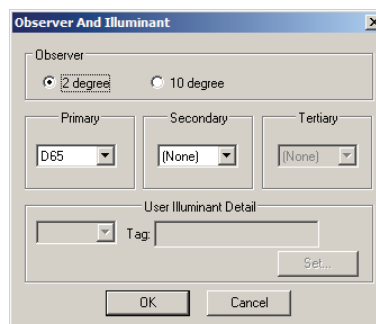 Observer And Illuminant
Observer
2 degree 10 degree
Primary Secondary Tertiary
D65 (None) (None)
User Illuminant Detail
Tag:
Set...
OK Cancel